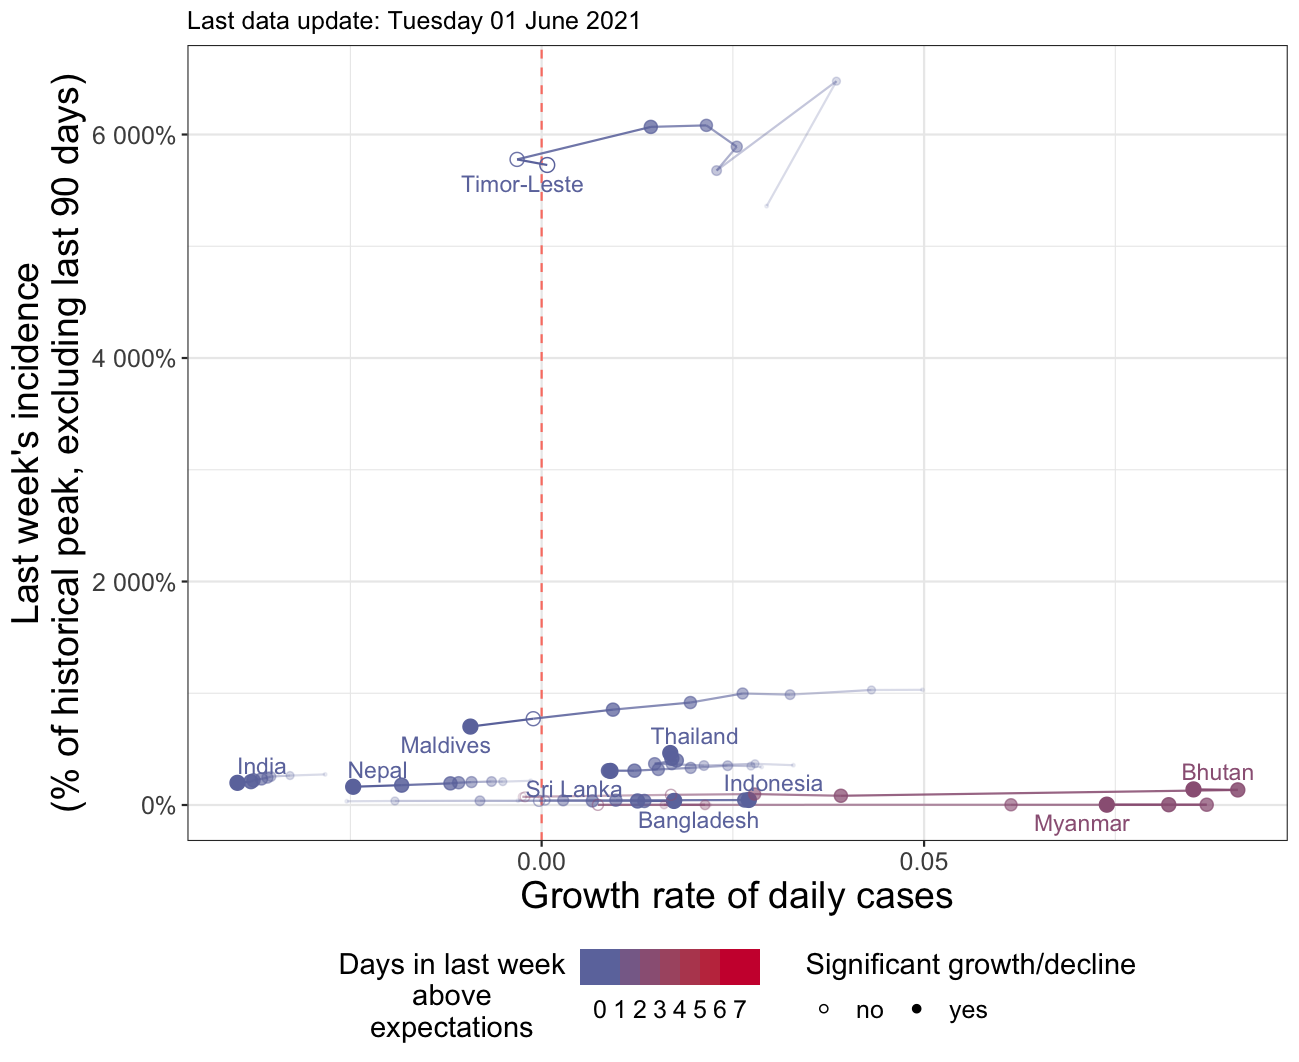 Last data update: Tuesday 01 June 2021
Last week's incidence
(% of historical peak, excluding last 90 days)
6 000%
4 000%
2 000%
0%
Timor-Leste
Maldives
Thailand
India
Nepal
Sri Lanka
Indonesia
Bhutan
Bangladesh
Myanmar
0.00
0.05
Growth rate of daily cases
Days in last week
above
expectations
0 1 2 3 4 5 6 7
Significant growth/decline
no
yes